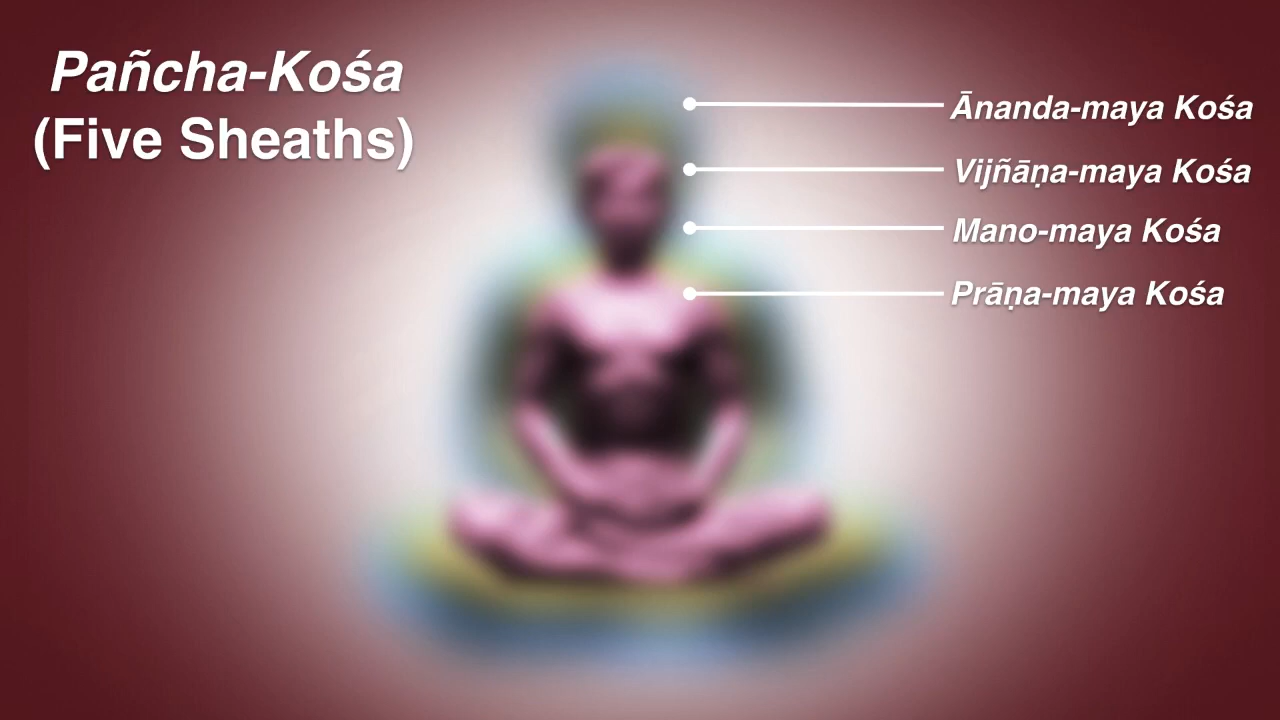 Pañcha-Kośa
(Five Sheaths)
Ānanda-maya Kośa
Vijñāṇa-maya Kośa
Mano-maya Kośa
Prāṇa-maya Kośa